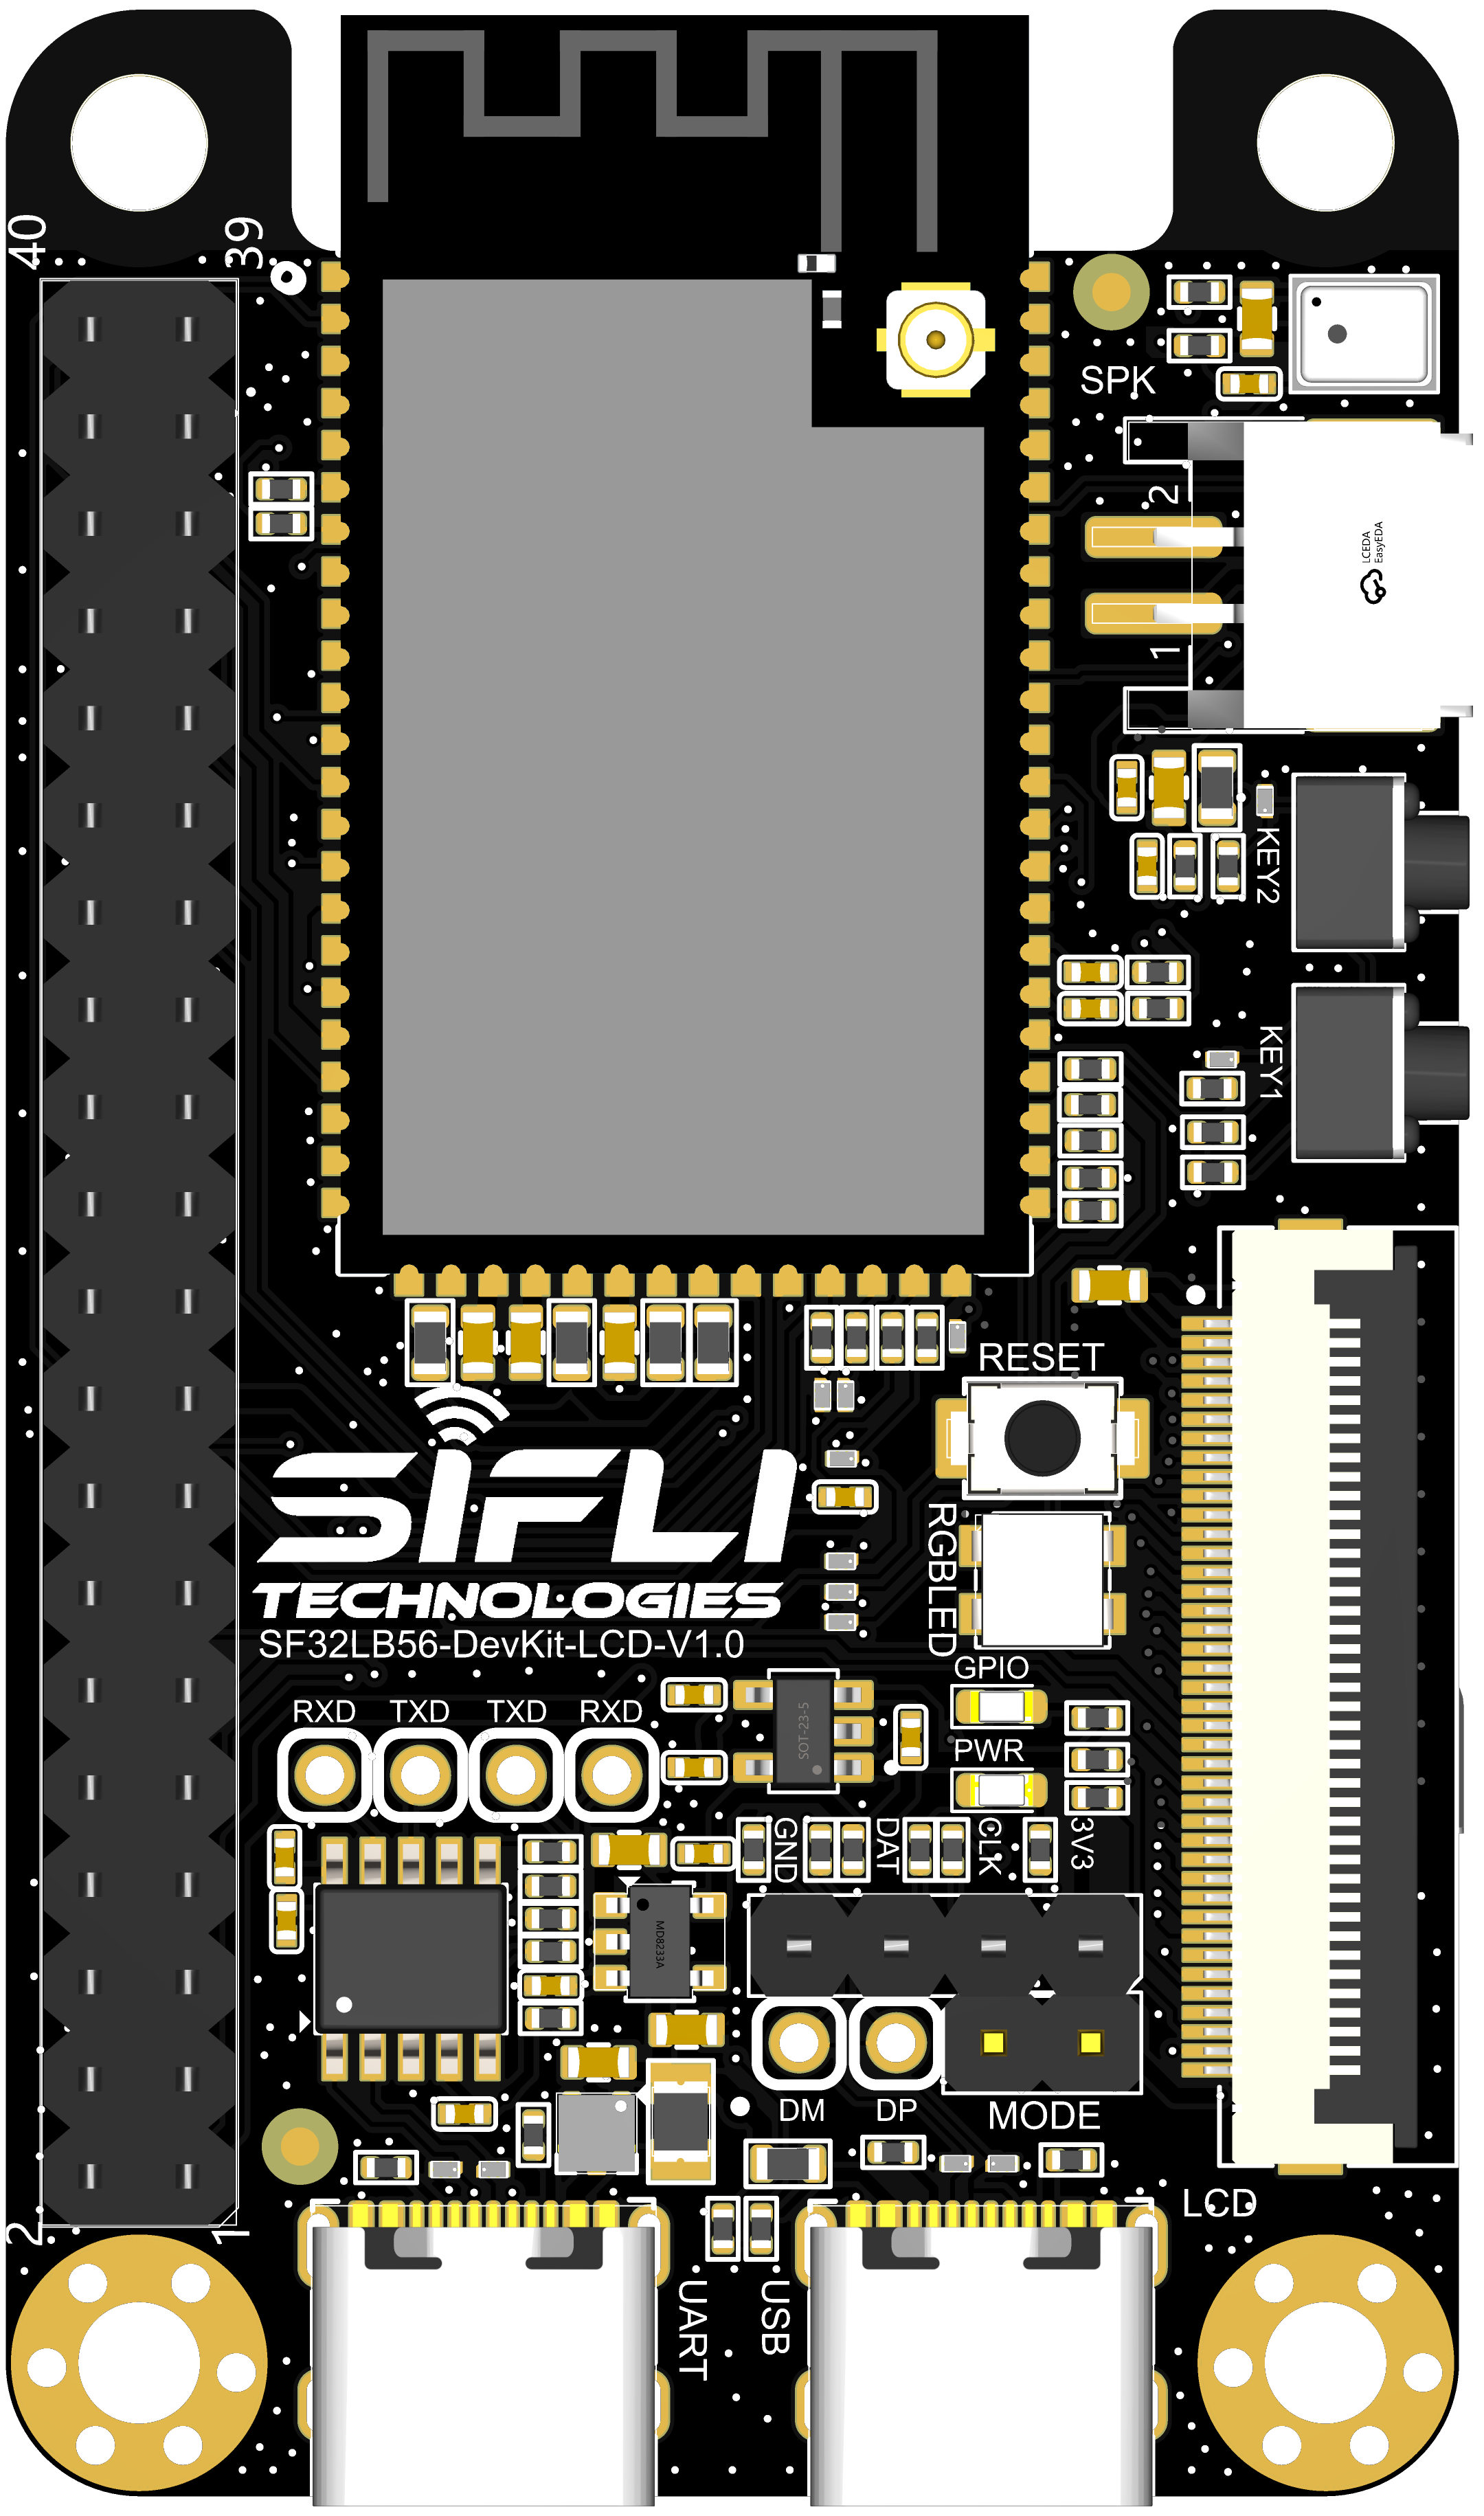 40
39
SPK
2
LCEDA
EasyEDA
1
KEY2
KEY1
RESET
SIFLI
TECHNOLOGIES
SF32LB56-DevKit-LCD-V1.0
RGBLED
GPIO
RXD TXD TXD RXD
SOT-23-5
PWR
GND
DAT
CLK
3V3
MD8233A
DM DP MODE
2
1
LCD
UART
USB